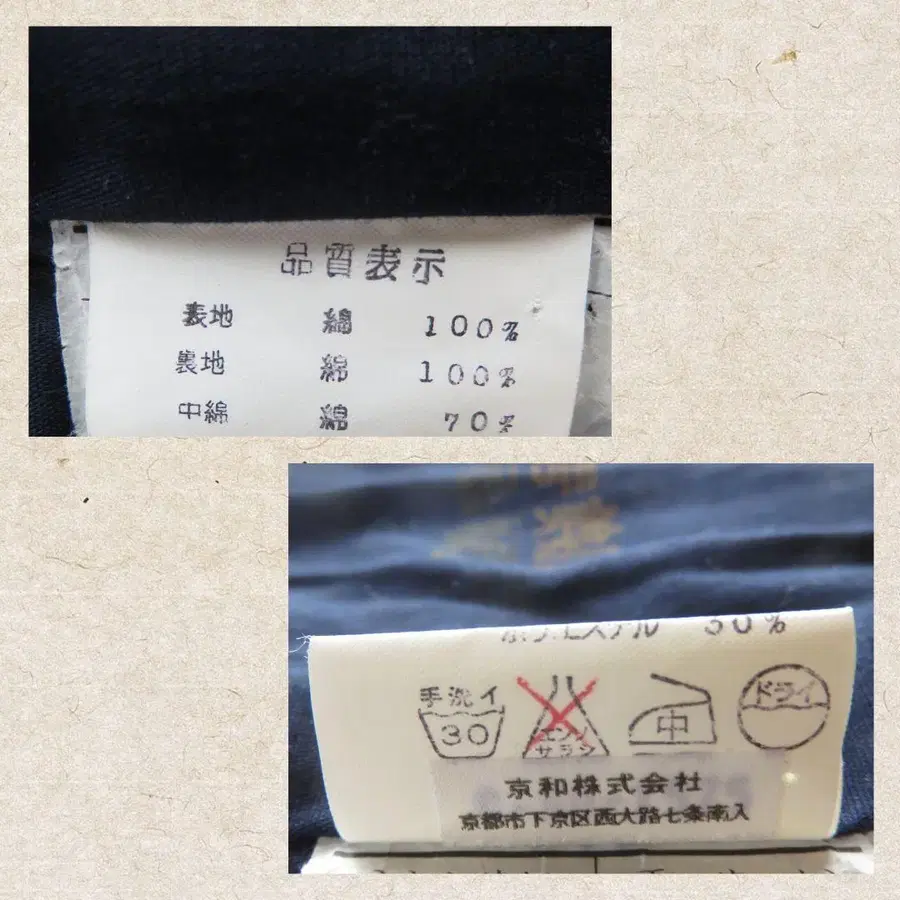 品質表示
表地 綿 100%
裏地 綿 100%
中綿 綿 70%
ポリエステル 30%
手洗イ
30
エンソ
サラシ
中
ドライ
京和株式会社
京都市下京区西大路七条南入